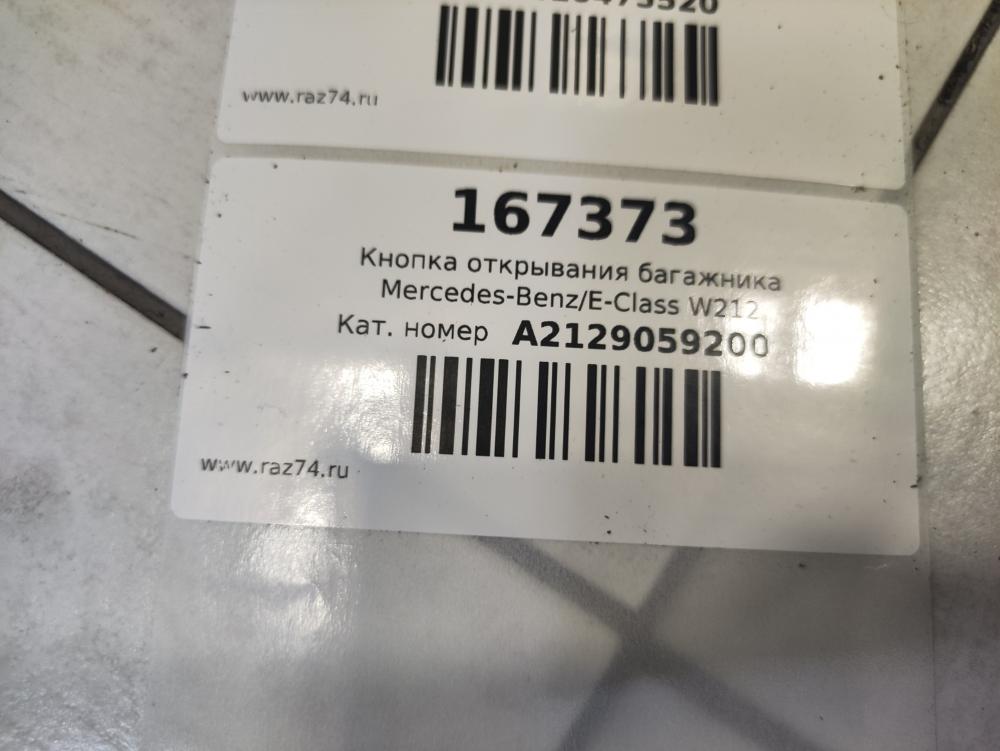 www.raz74.ru
167373
Кнопка открывания багажника
Mercedes-Benz/E-Class W212
Кат. номер A2129059200
www.raz74.ru